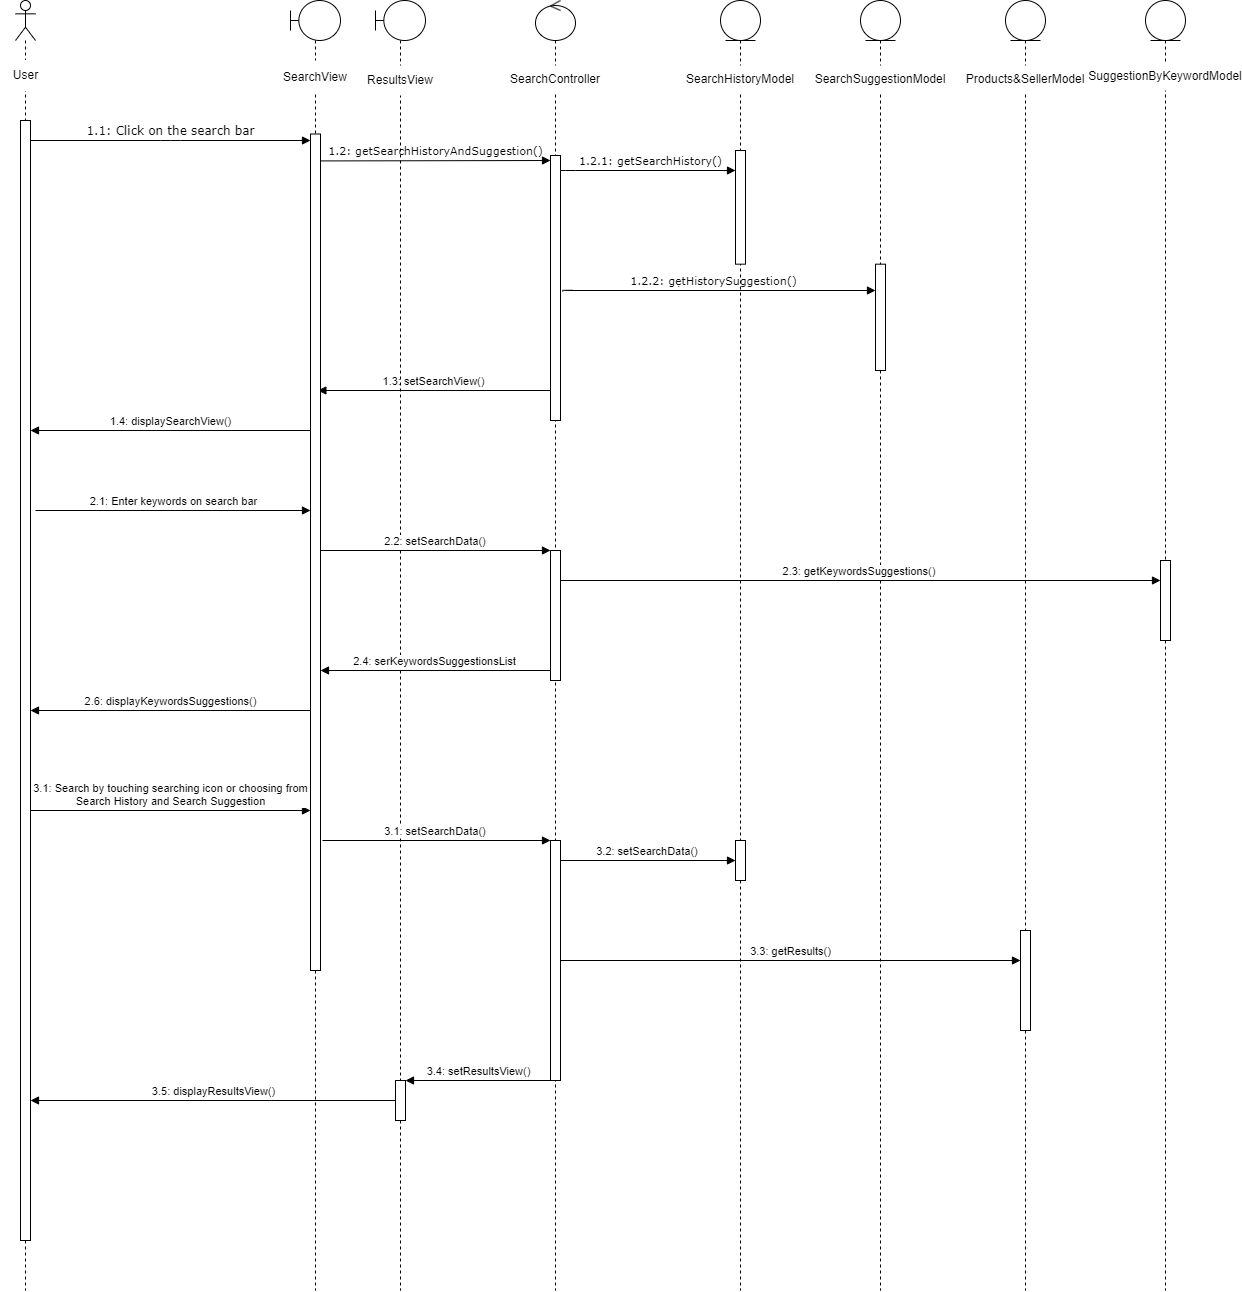 User
SearchView
ResultsView
SearchController
SearchHistoryModel
SearchSuggestionModel
Products&SellerModel
SuggestionByKeywordModel
1.1: Click on the search bar
1.2: getSearchHistoryAndSuggestion()
1.2.1: getSearchHistory()
1.2.2: getHistorySuggestion()
1.3: setSearchView()
1.4: displaySearchView()
2.1: Enter keywords on search bar
2.2: setSearchData()
2.3: getKeywordsSuggestions()
2.4: serKeywordsSuggestionsList
2.6: displayKeywordsSuggestions()
3.1: Search by touching searching icon or choosing from
Search History and Search Suggestion
3.1: setSearchData()
3.2: setSearchData()
3.3: getResults()
3.4: setResultsView()
3.5: displayResultsView()